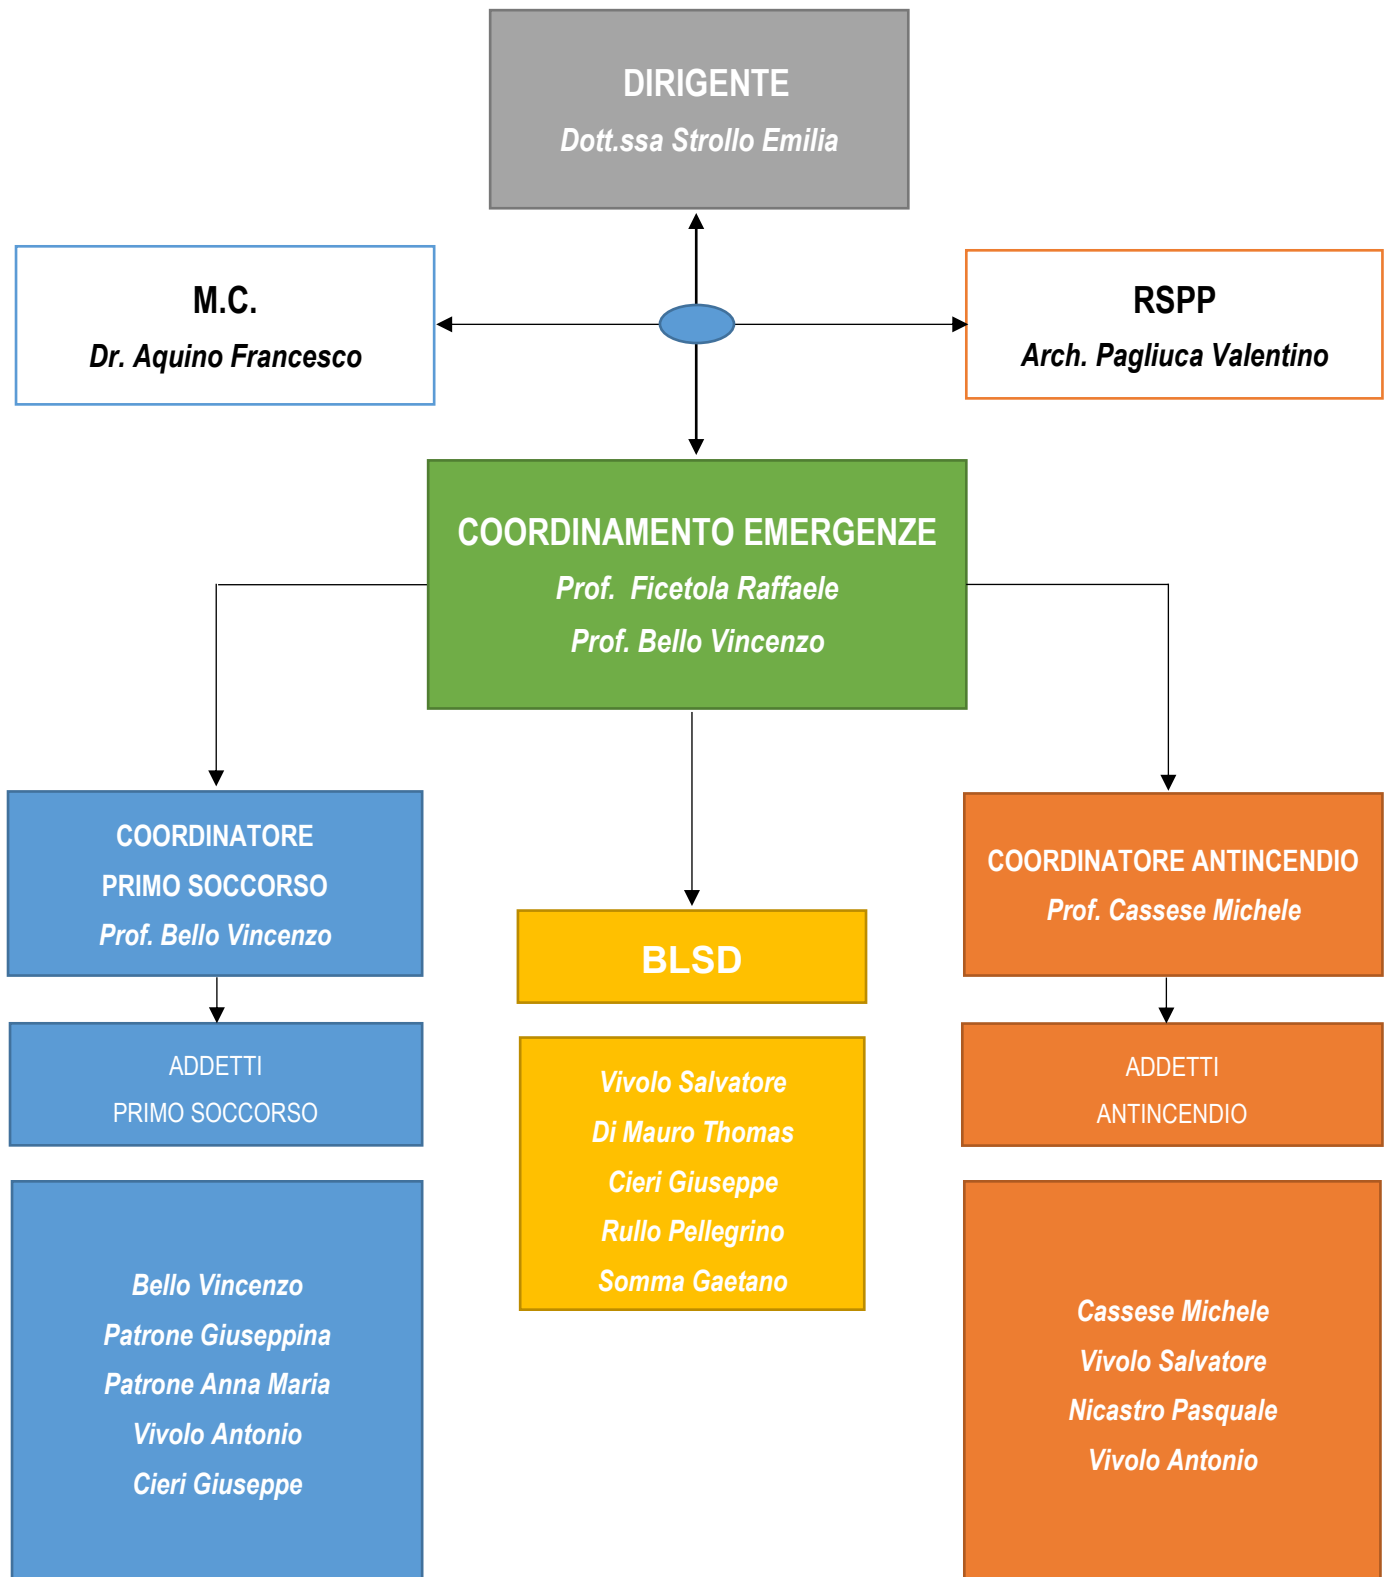 DIRIGENTE
Dott.ssa Strollo Emilia
M.C.
Dr. Aquino Francesco
RSPP
Arch. Pagliuca Valentino
COORDINAMENTO EMERGENZE
Prof.  Ficetola Raffaele
Prof. Bello Vincenzo
COORDINATORE
PRIMO SOCCORSO
Prof. Bello Vincenzo
ADDETTI
PRIMO SOCCORSO
Bello Vincenzo
Patrone Giuseppina
Patrone Anna Maria
Vivolo Antonio
Cieri Giuseppe
BLSD
Vivolo Salvatore
Di Mauro Thomas
Cieri Giuseppe
Rullo Pellegrino
Somma Gaetano
COORDINATORE ANTINCENDIO
Prof. Cassese Michele
ADDETTI
ANTINCENDIO
Cassese Michele
Vivolo Salvatore
Nicastro Pasquale
Vivolo Antonio